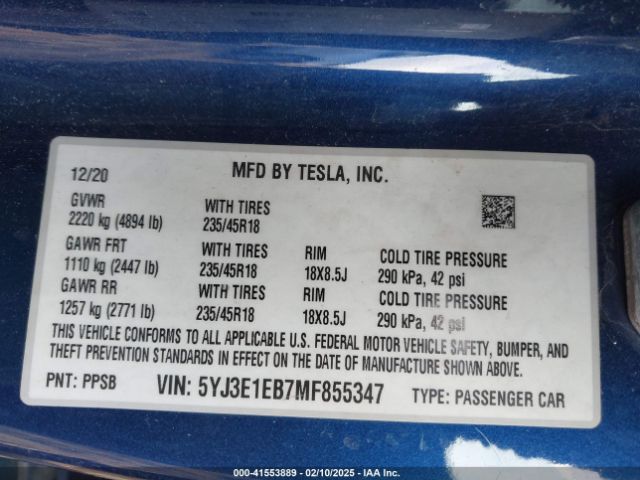 12/20 MFD BY TESLA, INC.
GVWR
2220 kg (4894 lb) WITH TIRES 235/45R18
GAWR FRT
1110 kg (2447 lb) WITH TIRES 235/45R18 RIM 18X8.5J COLD TIRE PRESSURE 290 kPa, 42 psi
GAWR RR
1257 kg (2771 lb) WITH TIRES 235/45R18 RIM 18X8.5J COLD TIRE PRESSURE 290 kPa, 42 psi
THIS VEHICLE CONFORMS TO ALL APPLICABLE U.S. FEDERAL MOTOR VEHICLE SAFETY, BUMPER, AND
THEFT PREVENTION STANDARDS IN EFFECT ON THE DATE OF MANUFACTURE SHOWN ABOVE.
PNT: PPSB VIN: 5YJ3E1EB7MF855347 TYPE: PASSENGER CAR
000-41553889 - 02/10/2025 - IAA Inc.